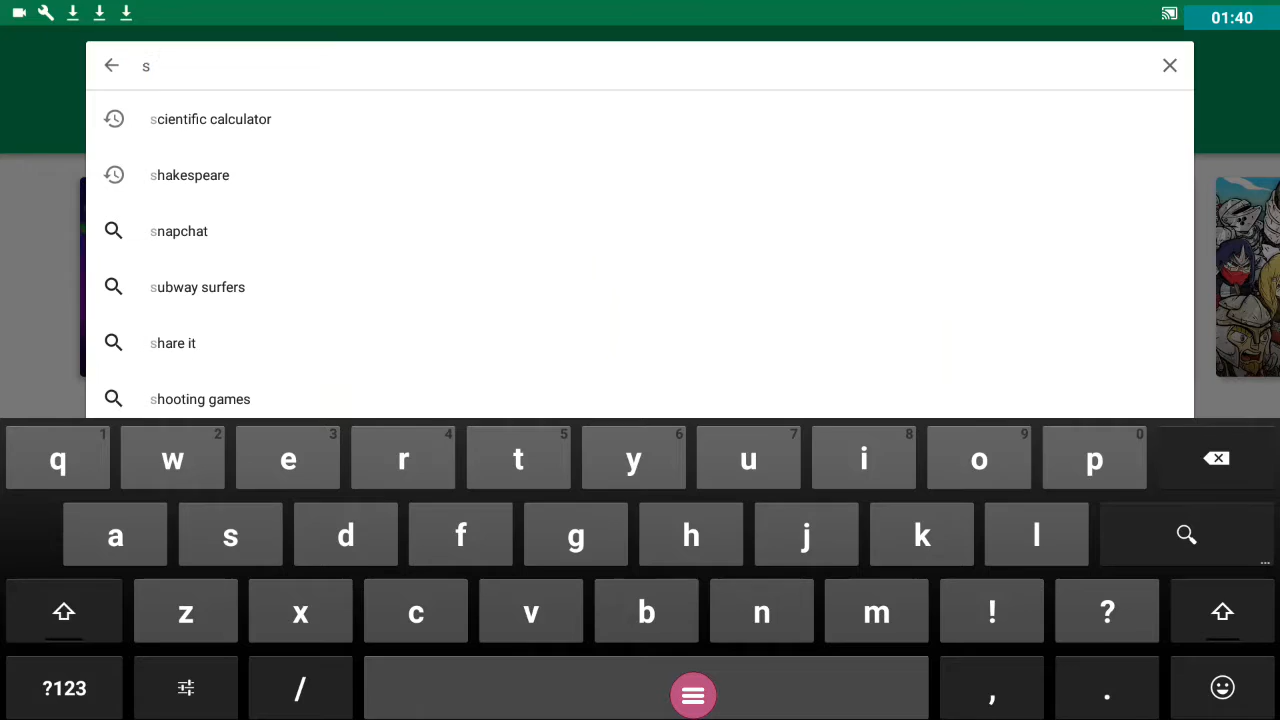 01:40
s
scientific calculator
shakespeare
snapchat
subway surfers
share it
shooting games
q 1 w 2 e 3 r 4 t 5 y 6 u 7 i 8 o 9 p 0
a s d f g h j k l ...
z x c v b n m ! ?
?123 / , .